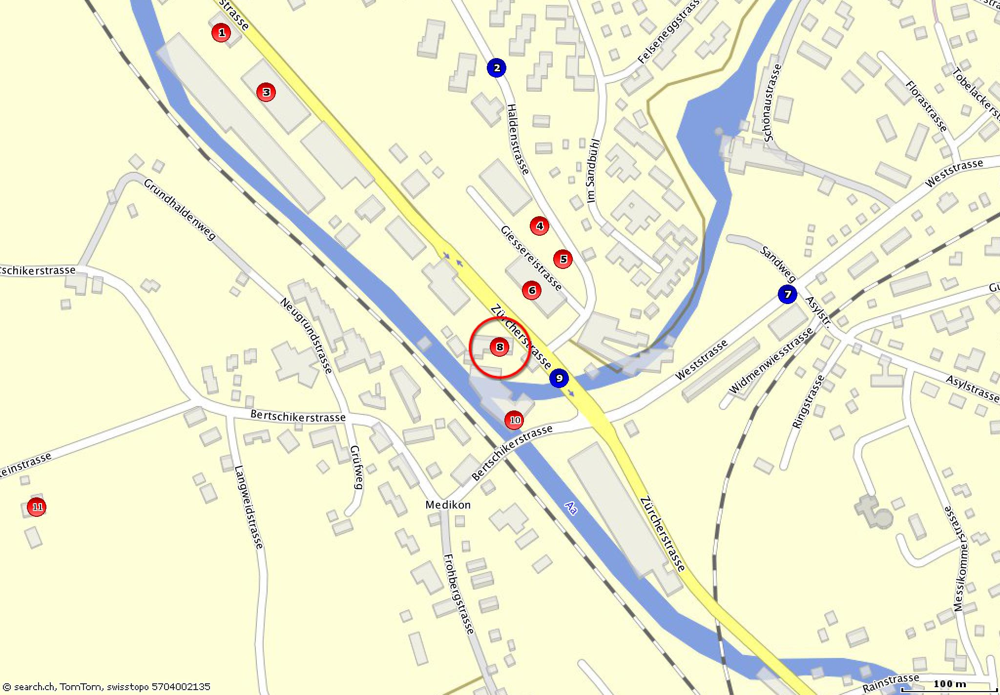 strasse
1
2
3
Felseneggstrasse
Schönaustrasse
Tobelackerst
Florastrasse
Haldenstrasse
Im Sandbühl
Weststrasse
Grundhaldenweg
4
Giessereistrasse
5
6
Sandweg
7
Asylstr.
tschikerstrasse
Neugrundstrasse
Zürcherstrasse
8
9
Weststrasse
Widmenwiesstrasse
Ringstrasse
Asylstrasse
Bertschikerstrasse
10
Bertschikerstrasse
teinstrasse
Langweidstrasse
Grüfweg
11
Medikon
Aa
Zürcherstrasse
Messikommerstrasse
Frohbergstrasse
Rainstrasse
100 m
© search.ch, TomTom, swisstopo 5704002135